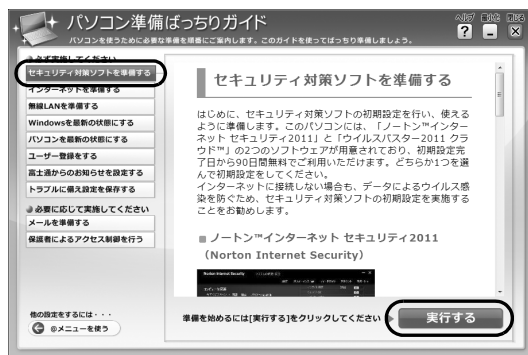 パソコン準備ばっちりガイド
パソコンを使うために必要な準備を順番にご案内します。このガイドを使ってばっちり準備しましょう。
ヘルプ 最小化 閉じる
必ず実施してください
セキュリティ対策ソフトを準備する
インターネットを準備する
無線LANを準備する
Windowsを最新の状態にする
パソコンを最新の状態にする
ユーザー登録をする
富士通からのお知らせを設定する
トラブルに備え設定を保存する
必要に応じて実施してください
メールを準備する
保護者によるアクセス制御を行う
他の設定をするには・・・
@メニューを使う
セキュリティ対策ソフトを準備する
はじめに、セキュリティ対策ソフトの初期設定を行い、使える
ように準備します。このパソコンには、「ノートン™インター
ネット セキュリティ2011」と「ウイルスバスター2011 クラ
ウド™」の2つのソフトウェアが用意されており、初期設定完
了日から90日間無料でご利用いただけます。どちらか1つを選
んで初期設定をしてください。
インターネットに接続しない場合も、データによるウイルス感
染を防ぐため、セキュリティ対策ソフトの初期設定を実施する
ことをお勧めします。
■ ノートン™インターネット セキュリティ2011
（Norton Internet Security）
Norton Internet Security
準備を始めるには[実行する]をクリックしてください
実行する